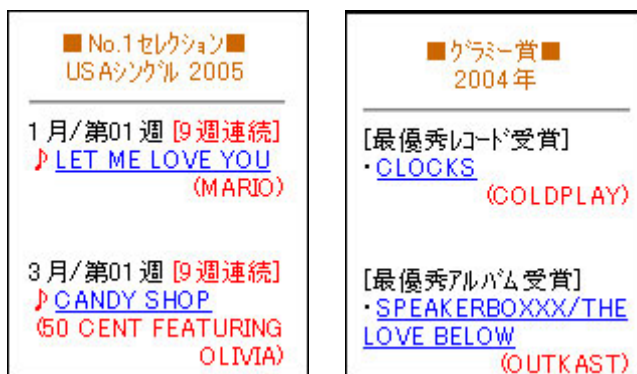 ■No.1ｾﾚｸｼｮﾝ■
USAｼﾝｸﾞﾙ 2005
1月/第01週 [9週連続]
♪LET ME LOVE YOU
(MARIO)
3月/第01週 [9週連続]
♪CANDY SHOP
(50 CENT FEATURING
OLIVIA)
■ｸﾞﾗﾐｰ賞■
2004年
[最優秀ﾚｺｰﾄﾞ受賞]
・CLOCKS
(COLDPLAY)
[最優秀ｱﾙﾊﾞﾑ受賞]
・SPEAKERBOXXX/THE
LOVE BELOW
(OUTKAST)